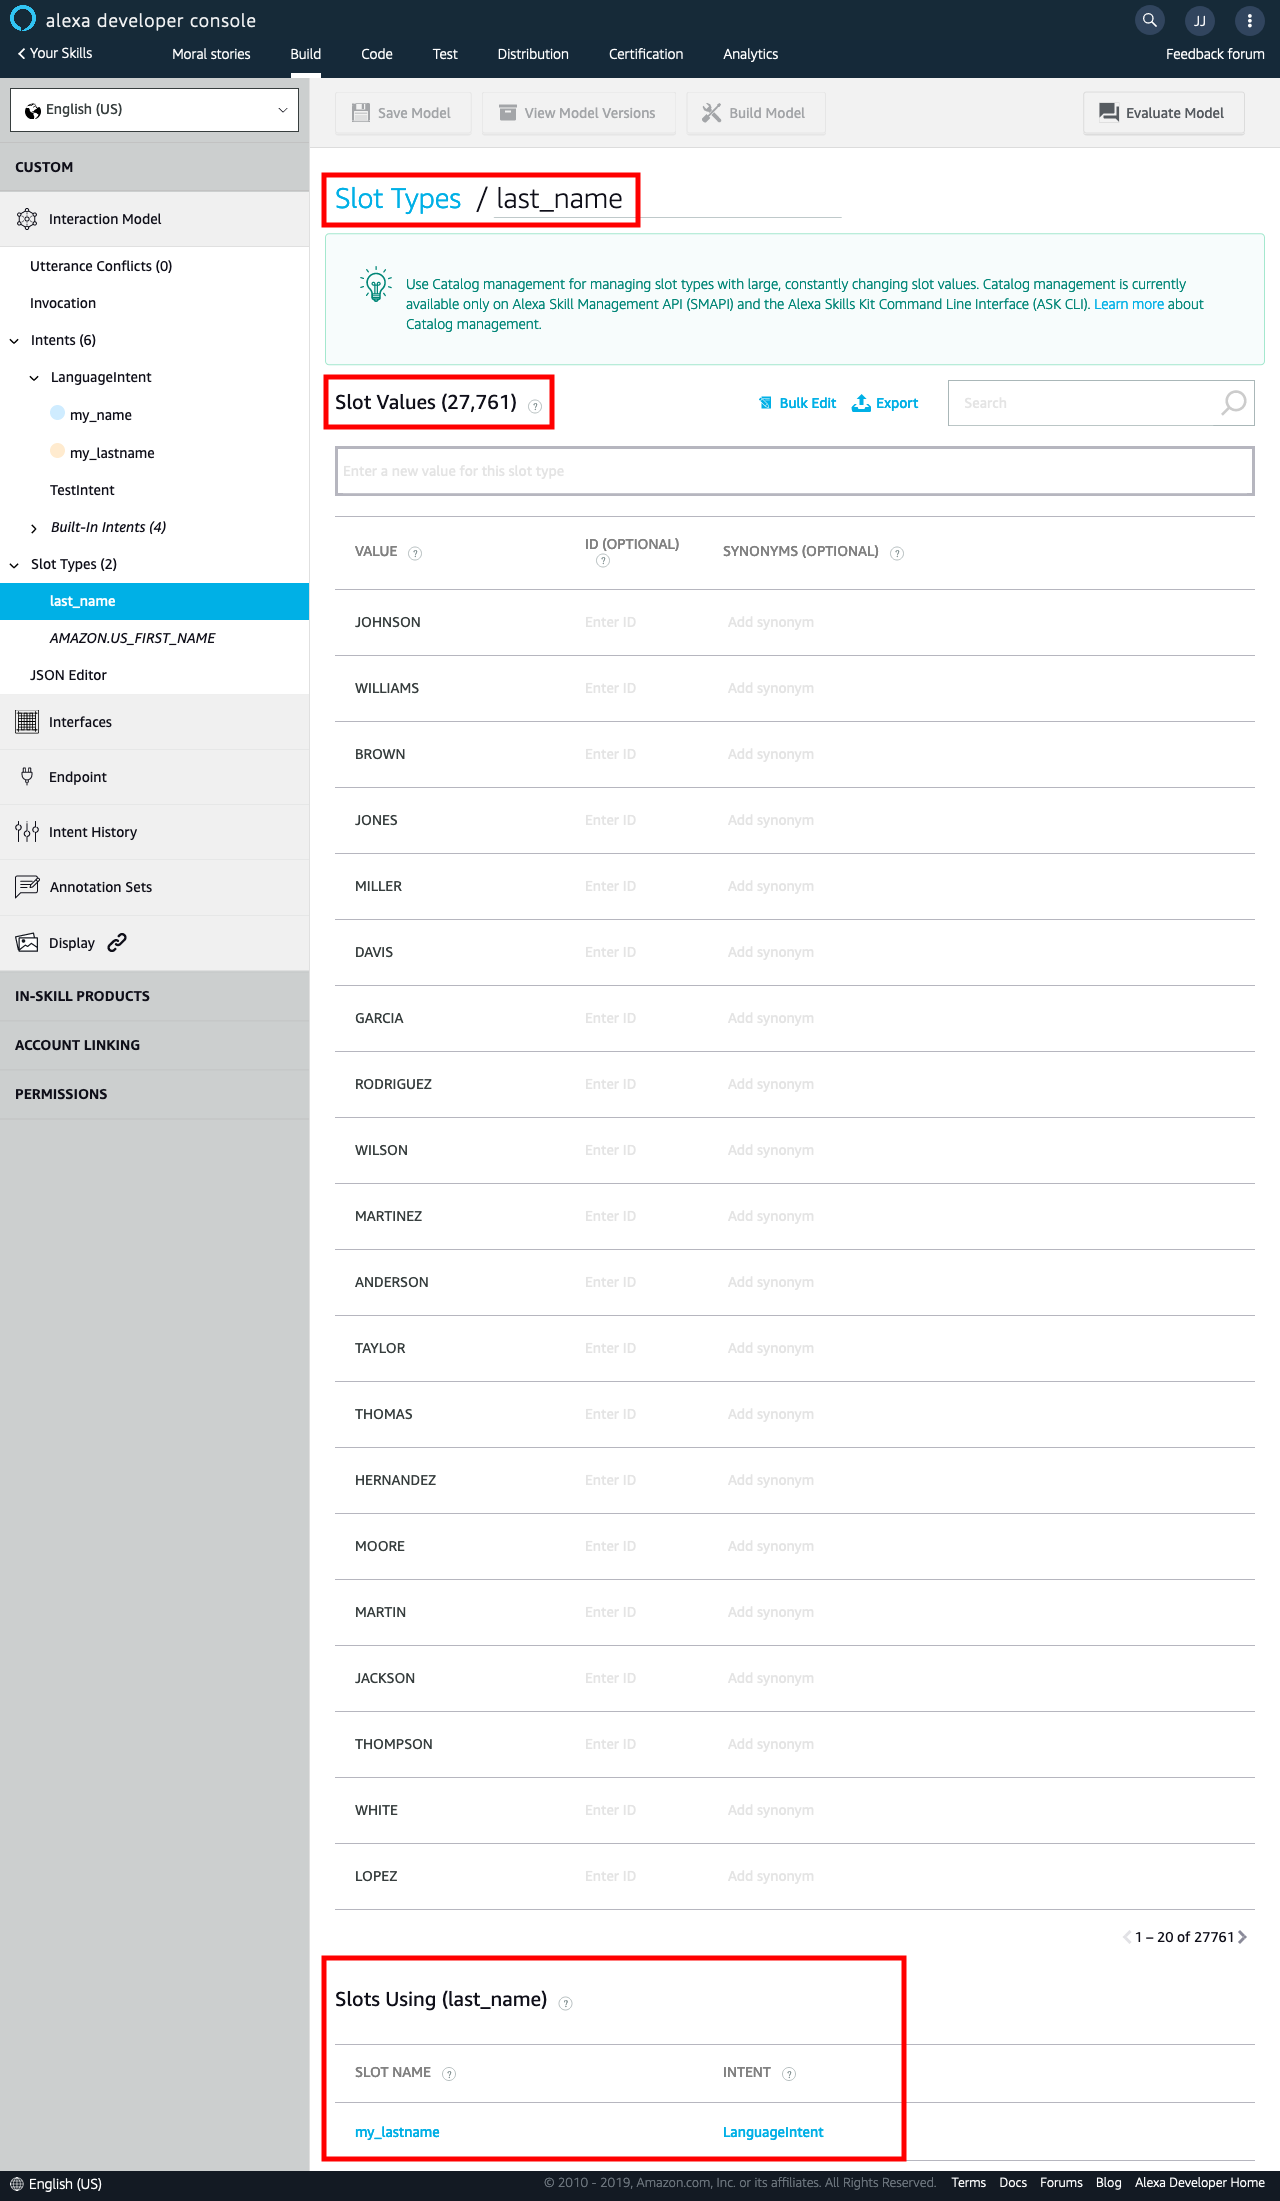 alexa developer console
JJ
Your Skills
Moral stories
Build
Code
Test
Distribution
Certification
Analytics
Feedback forum
English (US)
Save Model
View Model Versions
Build Model
Evaluate Model
CUSTOM
Interaction Model
Utterance Conflicts (0)
Invocation
Intents (6)
LanguageIntent
my_name
my_lastname
TestIntent
Built-In Intents (4)
Slot Types (2)
last_name
AMAZON.US_FIRST_NAME
JSON Editor
Interfaces
Endpoint
Intent History
Annotation Sets
Display
IN-SKILL PRODUCTS
ACCOUNT LINKING
PERMISSIONS
Slot Types / last_name
Use Catalog management for managing slot types with large, constantly changing slot values. Catalog management is currently
available only on Alexa Skill Management API (SMAPI) and the Alexa Skills Kit Command Line Interface (ASK CLI). Learn more about
Catalog management.
Slot Values (27,761) ?
Bulk Edit
Export
Search
Enter a new value for this slot type
VALUE ? ID (OPTIONAL) ? SYNONYMS (OPTIONAL) ?
JOHNSON Enter ID Add synonym
WILLIAMS Enter ID Add synonym
BROWN Enter ID Add synonym
JONES Enter ID Add synonym
MILLER Enter ID Add synonym
DAVIS Enter ID Add synonym
GARCIA Enter ID Add synonym
RODRIGUEZ Enter ID Add synonym
WILSON Enter ID Add synonym
MARTINEZ Enter ID Add synonym
ANDERSON Enter ID Add synonym
TAYLOR Enter ID Add synonym
THOMAS Enter ID Add synonym
HERNANDEZ Enter ID Add synonym
MOORE Enter ID Add synonym
MARTIN Enter ID Add synonym
JACKSON Enter ID Add synonym
THOMPSON Enter ID Add synonym
WHITE Enter ID Add synonym
LOPEZ Enter ID Add synonym
1 – 20 of 27761
Slots Using (last_name) ?
SLOT NAME ? INTENT ?
my_lastname LanguageIntent
English (US)
© 2010 - 2019, Amazon.com, Inc. or its affiliates. All Rights Reserved. Terms Docs Forums Blog Alexa Developer Home